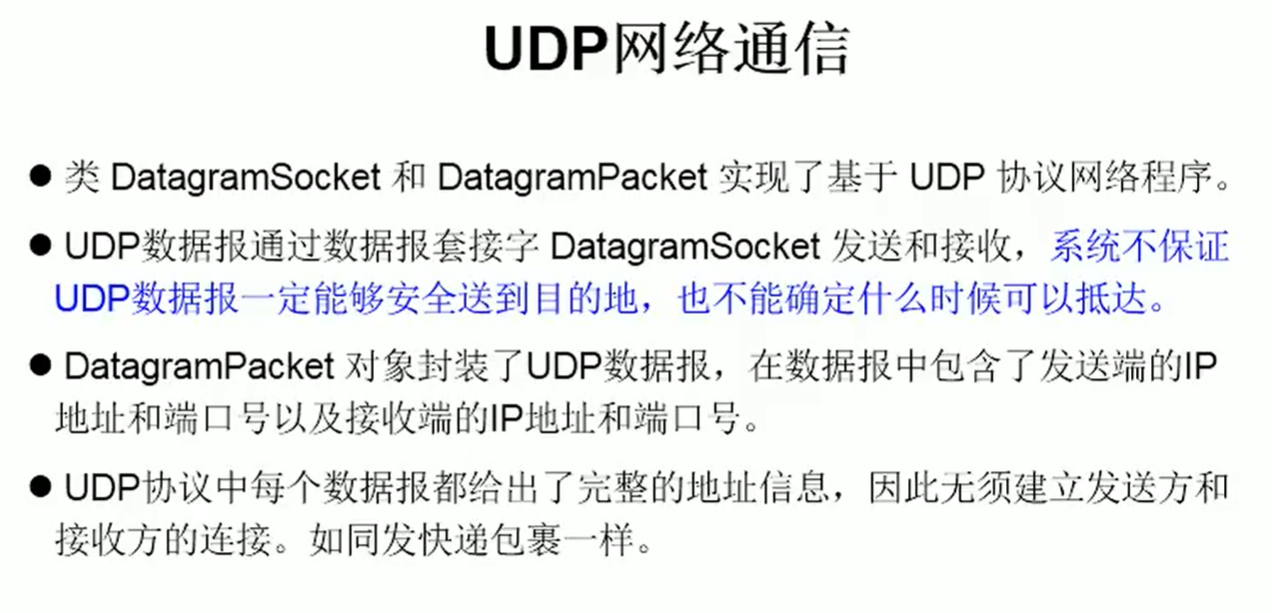 UDP网络通信
● 类 DatagramSocket 和 DatagramPacket 实现了基于 UDP 协议网络程序。
● UDP数据报通过数据报套接字 DatagramSocket 发送和接收，系统不保证
UDP数据报一定能够安全送到目的地，也不能确定什么时候可以抵达。
● DatagramPacket 对象封装了UDP数据报，在数据报中包含了发送端的IP
地址和端口号以及接收端的IP地址和端口号。
● UDP协议中每个数据报都给出了完整的地址信息，因此无须建立发送方和
接收方的连接。如同发快递包裹一样。